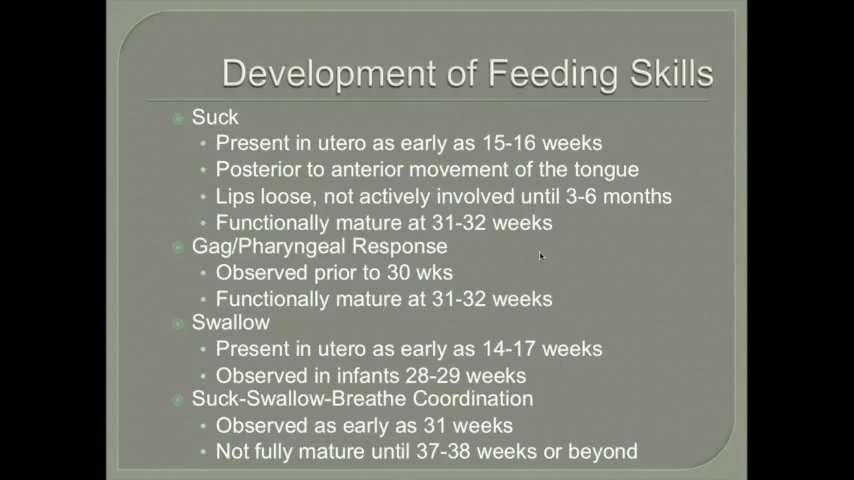 Development of Feeding Skills
Suck
Present in utero as early as 15-16 weeks
Posterior to anterior movement of the tongue
Lips loose, not actively involved until 3-6 months
Functionally mature at 31-32 weeks
Gag/Pharyngeal Response
Observed prior to 30 wks
Functionally mature at 31-32 weeks
Swallow
Present in utero as early as 14-17 weeks
Observed in infants 28-29 weeks
Suck-Swallow-Breathe Coordination
Observed as early as 31 weeks
Not fully mature until 37-38 weeks or beyond